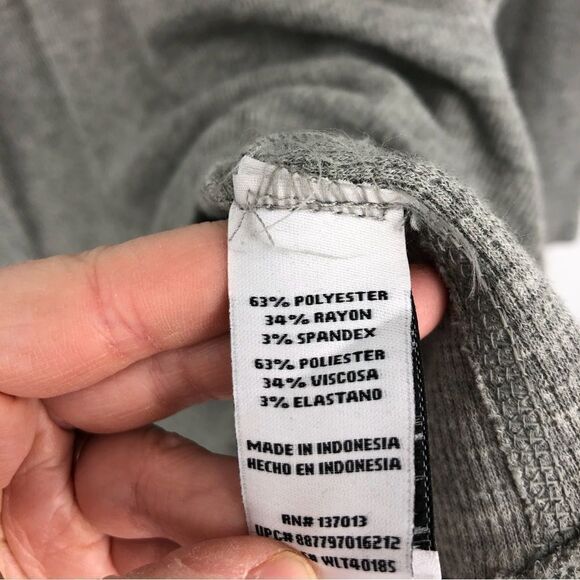 63% POLYESTER
34% RAYON
3% SPANDEX
63% POLIESTER
34% VISCOSA
3% ELASTANO
MADE IN INDONESIA
HECHO EN INDONESIA
RN# 137013
UPC# 887797016212
WLT40185